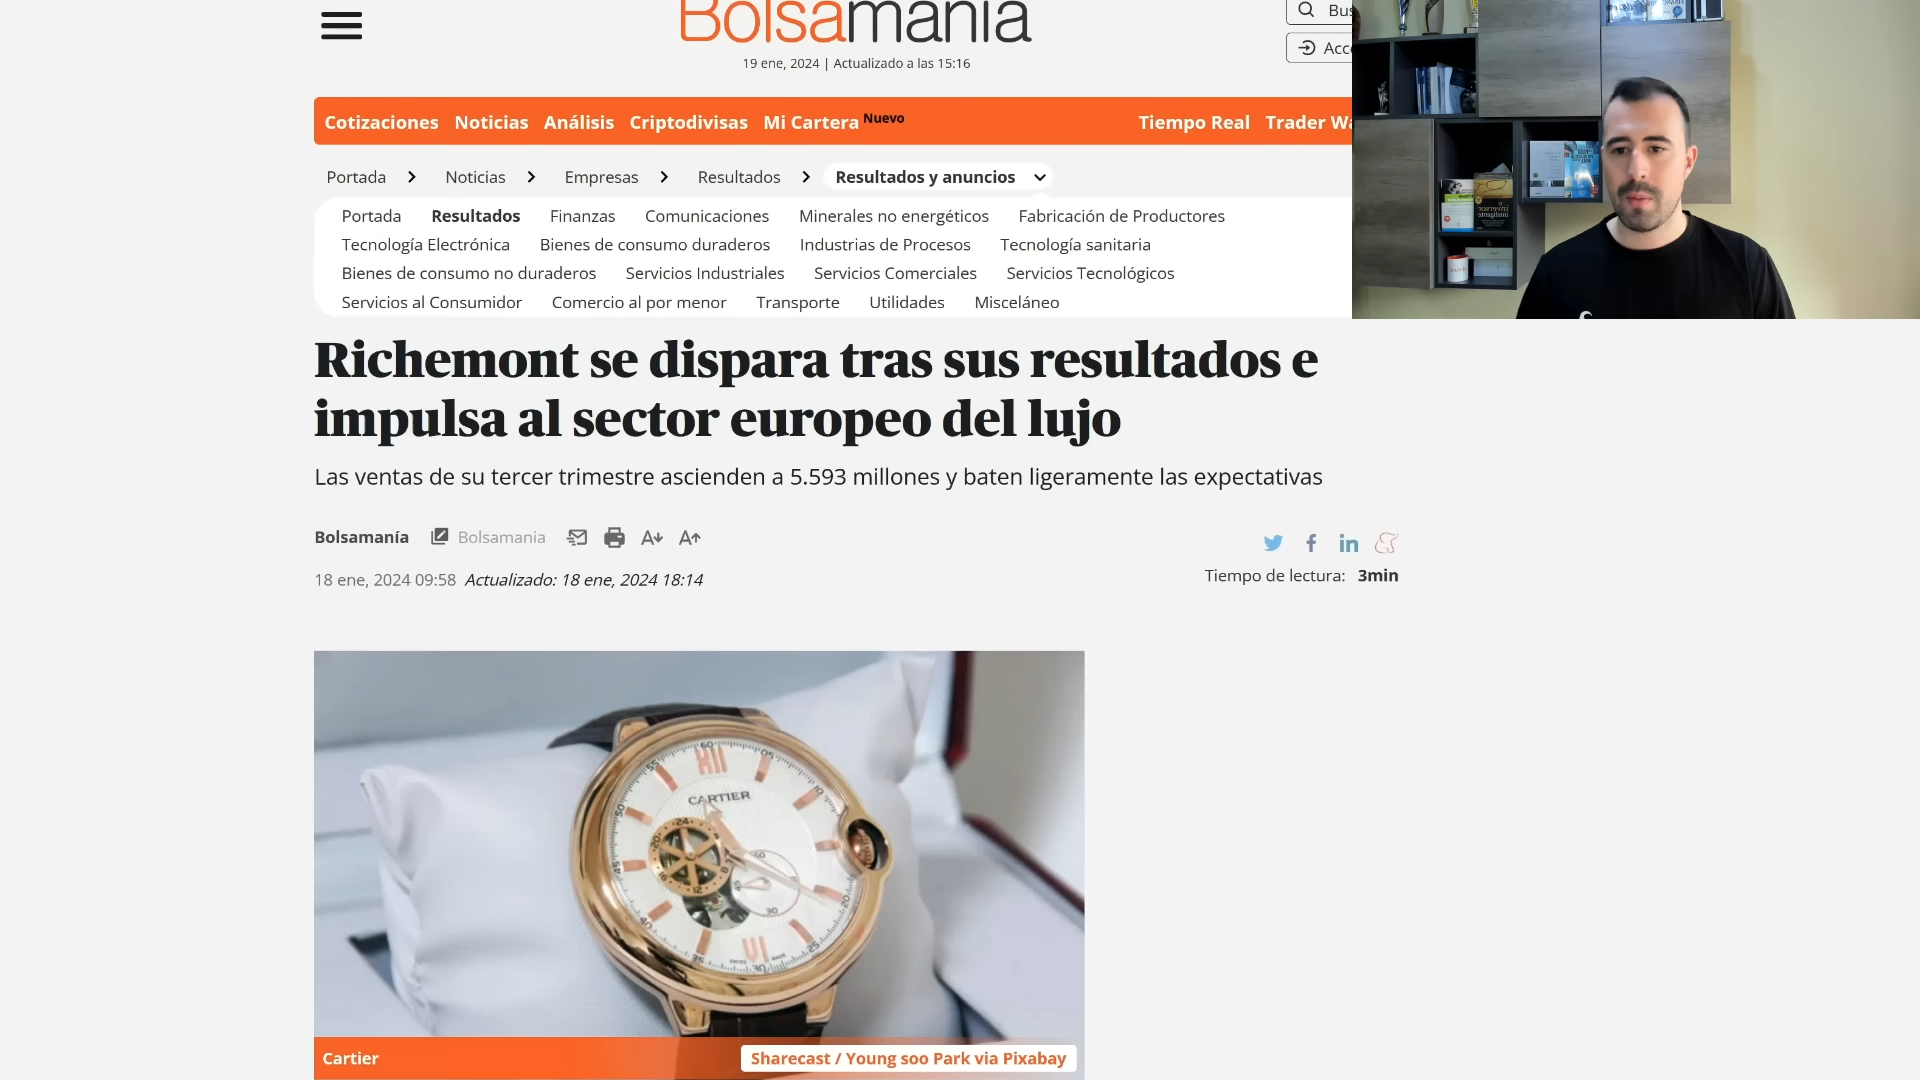 Bolsamanía
19 ene, 2024 | Actualizado a las 15:16
Cotizaciones Noticias Análisis Criptodivisas Mi Cartera Nuevo Tiempo Real Trader
Portada Noticias Empresas Resultados Resultados y anuncios
Portada Resultados Finanzas Comunicaciones Minerales no energéticos Fabricación de Productores
Tecnología Electrónica Bienes de consumo duraderos Industrias de Procesos Tecnología sanitaria
Bienes de consumo no duraderos Servicios Industriales Servicios Comerciales Servicios Tecnológicos
Servicios al Consumidor Comercio al por menor Transporte Utilidades Misceláneo
Richemont se dispara tras sus resultados e
impulsa al sector europeo del lujo
Las ventas de su tercer trimestre ascienden a 5.593 millones y baten ligeramente las expectativas
Bolsamanía Bolsamania
18 ene, 2024 09:58 Actualizado: 18 ene, 2024 18:14
Tiempo de lectura: 3min
CARTIER
Cartier
Sharecast / Young soo Park via Pixabay